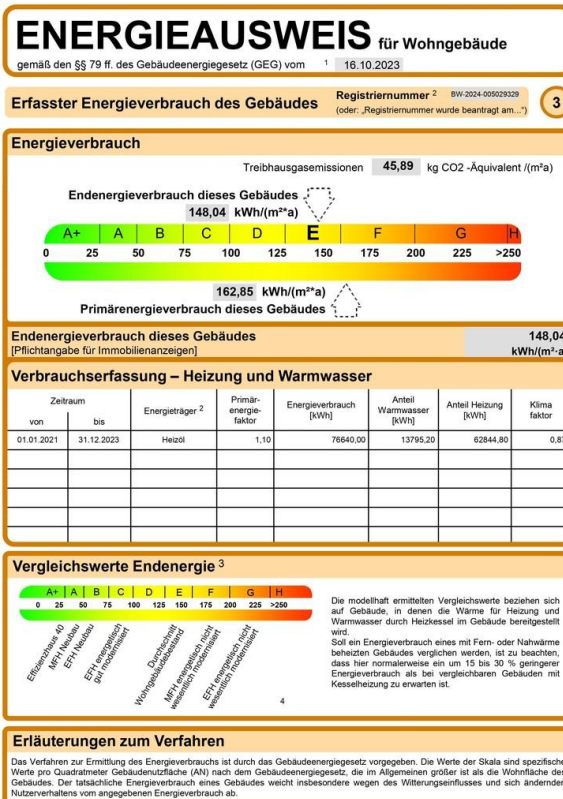 ENERGIEAUSWEIS für Wohngebäude
gemäß den §§ 79 ff. des Gebäudeenergiegesetz (GEG) vom 1 16.10.2023
Erfasster Energieverbrauch des Gebäudes
Registriernummer 2 BW-2024-005029329
(oder: „Registriernummer wurde beantragt am...“)
3
Energieverbrauch
Treibhausgasemissionen 45,89 kg CO2 -Äquivalent /(m²a)
Endenergieverbrauch dieses Gebäudes
148,04 kWh/(m²*a)
A+ A B C D E F G H
0 25 50 75 100 125 150 175 200 225 >250
162,85 kWh/(m²*a)
Primärenergieverbrauch dieses Gebäudes
Endenergieverbrauch dieses Gebäudes 148,04
[Pflichtangabe für Immobilienanzeigen] kWh/(m²·a
Verbrauchserfassung – Heizung und Warmwasser
Zeitraum
von bis
Energieträger 2
Primär-
energie-
faktor
Energieverbrauch
[kWh]
Anteil
Warmwasser
[kWh]
Anteil Heizung
[kWh]
Klima
faktor
01.01.2021 31.12.2023 Heizöl 1,10 76640,00 13795,20 62844,80 0,87
Vergleichswerte Endenergie 3
A+ A B C D E F G H
0 25 50 75 100 125 150 175 200 225 >250
Effizienzhaus 40
MFH Neubau
EFH Neubau
EFH energetisch
gut modernisiert
Durchschnitt
Wohngebäudebestand
MFH energetisch nicht
wesentlich modernisiert
EFH energetisch nicht
wesentlich modernisiert
4
Die modellhaft ermittelten Vergleichswerte beziehen sich
auf Gebäude, in denen die Wärme für Heizung und
Warmwasser durch Heizkessel im Gebäude bereitgestellt
wird.
Soll ein Energieverbrauch eines mit Fern- oder Nahwärme
beheizten Gebäudes verglichen werden, ist zu beachten,
dass hier normalerweise ein um 15 bis 30 % geringerer
Energieverbrauch als bei vergleichbaren Gebäuden mit
Kesselheizung zu erwarten ist.
Erläuterungen zum Verfahren
Das Verfahren zur Ermittlung des Energieverbrauchs ist durch das Gebäudeenergiegesetz vorgegeben. Die Werte der Skala sind spezifische
Werte pro Quadratmeter Gebäudenutzfläche (AN) nach dem Gebäudeenergiegesetz, die im Allgemeinen größer ist als die Wohnfläche des
Gebäudes. Der tatsächliche Energieverbrauch eines Gebäudes weicht insbesondere wegen des Witterungseinflusses und sich ändernden
Nutzerverhaltens vom angegebenen Energieverbrauch ab.